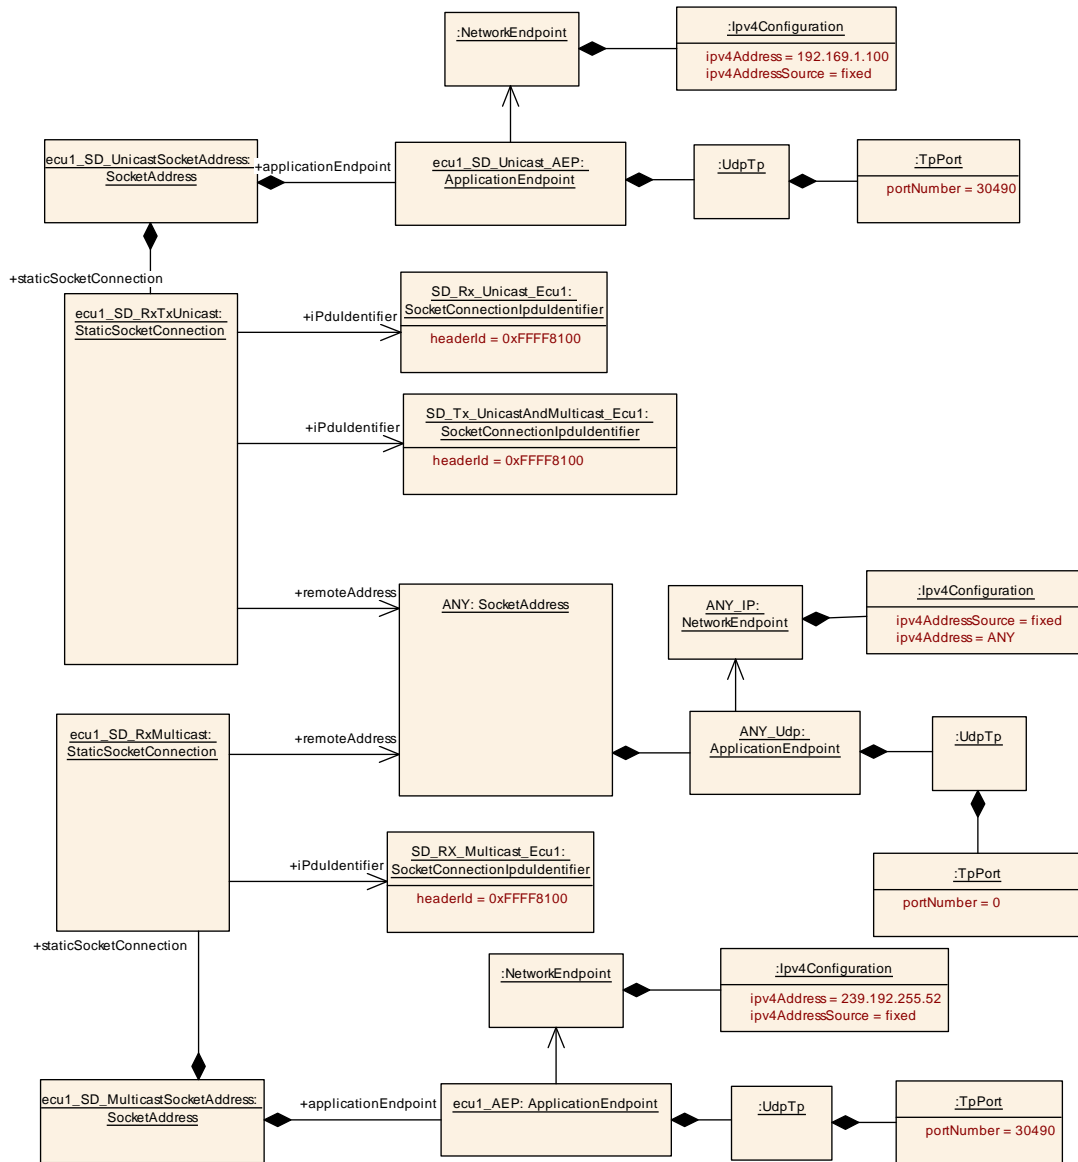 :NetworkEndpoint
:Ipv4Configuration
ipv4Address = 192.169.1.100
ipv4AddressSource = fixed
ecu1_SD_UnicastSocketAddress:
SocketAddress
+applicationEndpoint
ecu1_SD_Unicast_AEP:
ApplicationEndpoint
:UdpTp
:TpPort
portNumber = 30490
+staticSocketConnection
ecu1_SD_RxTxUnicast:
StaticSocketConnection
+iPduIdentifier
SD_Rx_Unicast_Ecu1:
SocketConnectionIpduIdentifier
headerId = 0xFFFF8100
+iPduIdentifier
SD_Tx_UnicastAndMulticast_Ecu1:
SocketConnectionIpduIdentifier
headerId = 0xFFFF8100
+remoteAddress
ANY: SocketAddress
ANY_IP:
NetworkEndpoint
:Ipv4Configuration
ipv4AddressSource = fixed
ipv4Address = ANY
ecu1_SD_RxMulticast:
StaticSocketConnection
+remoteAddress
ANY_Udp:
ApplicationEndpoint
:UdpTp
:TpPort
portNumber = 0
+iPduIdentifier
SD_RX_Multicast_Ecu1:
SocketConnectionIpduIdentifier
headerId = 0xFFFF8100
+staticSocketConnection
:NetworkEndpoint
:Ipv4Configuration
ipv4Address = 239.192.255.52
ipv4AddressSource = fixed
ecu1_SD_MulticastSocketAddress:
SocketAddress
+applicationEndpoint
ecu1_AEP: ApplicationEndpoint
:UdpTp
:TpPort
portNumber = 30490